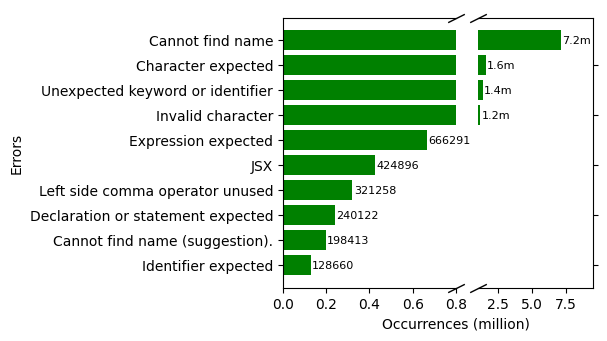 Cannot find name 7.2m
Character expected 1.6m
Unexpected keyword or identifier 1.4m
Invalid character 1.2m
Expression expected 666291
JSX 424896
Left side comma operator unused 321258
Declaration or statement expected 240122
Cannot find name (suggestion). 198413
Identifier expected 128660
Errors
0.0 0.2 0.4 0.6 0.8 2.5 5.0 7.5
Occurrences (million)